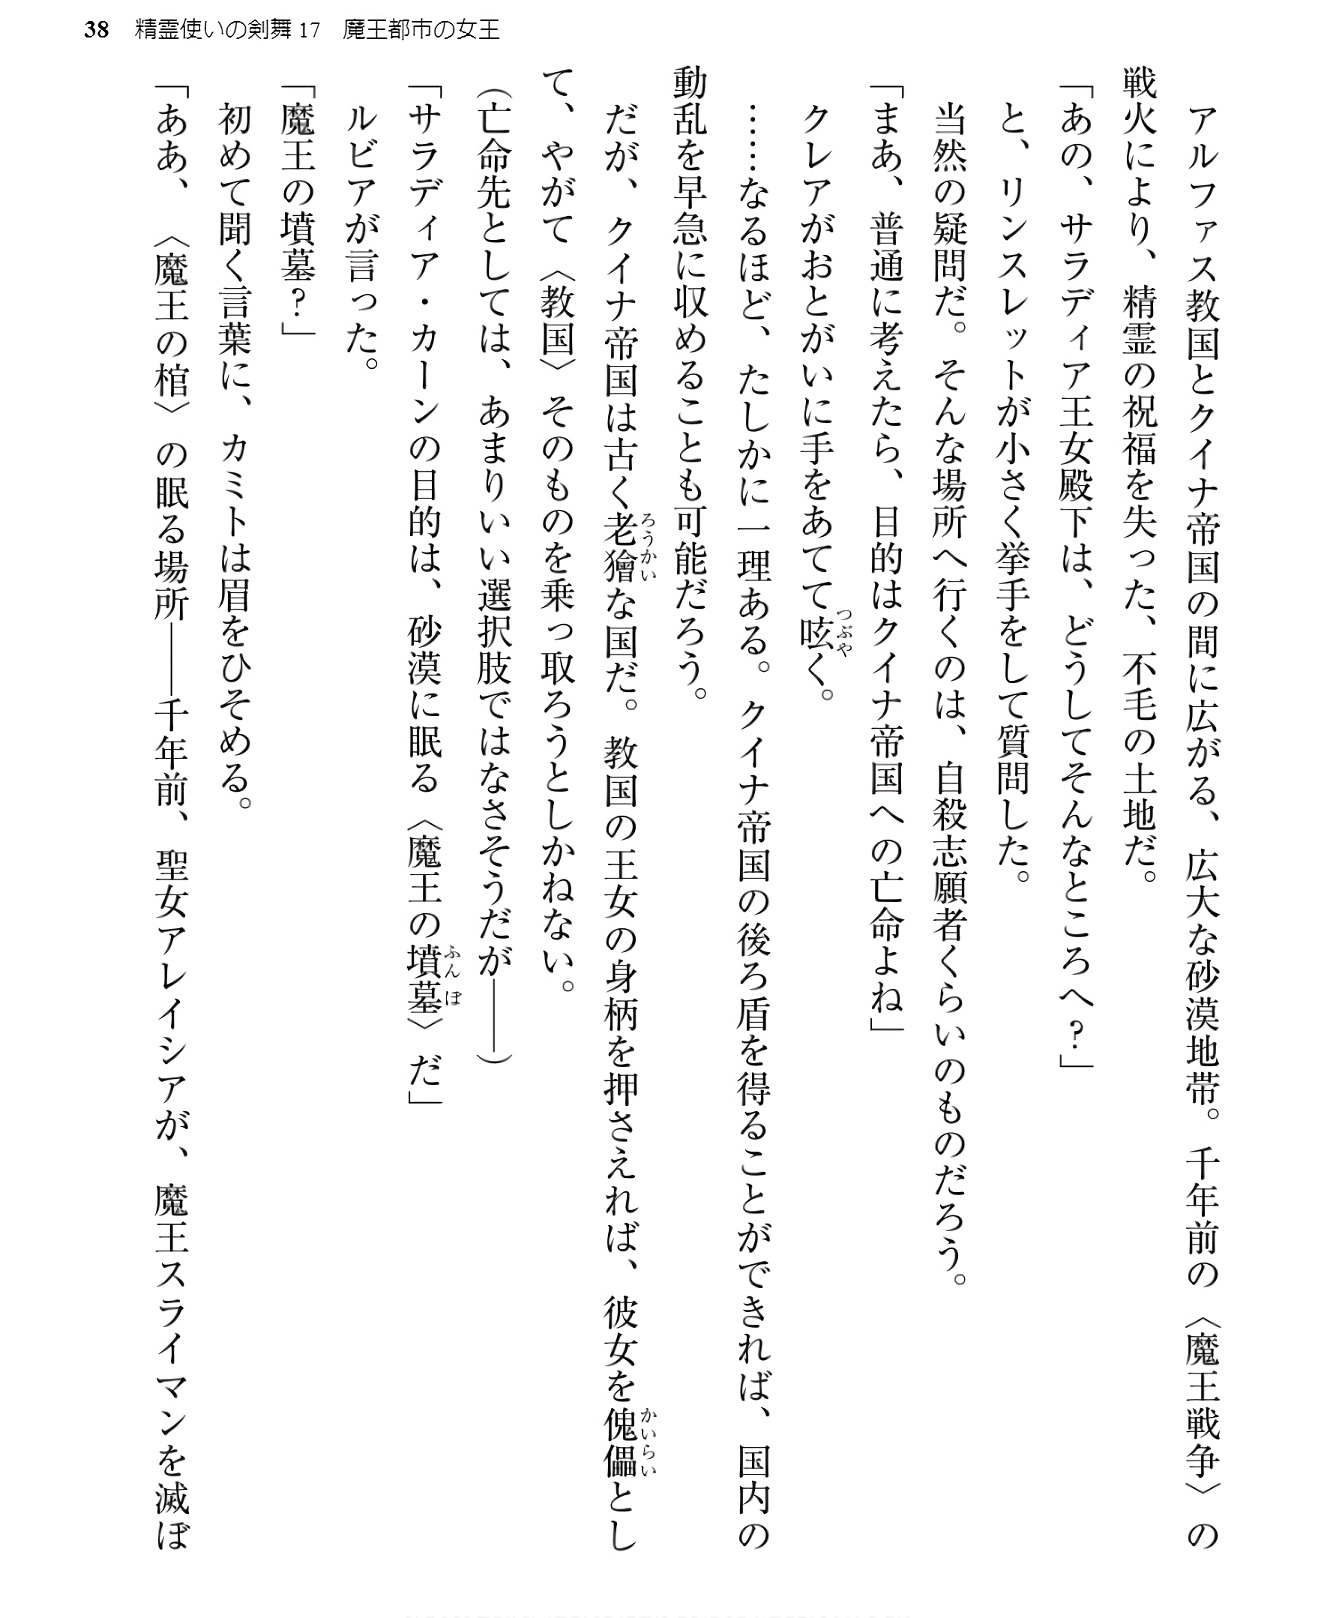 38　精霊使いの剣舞17　魔王都市の女王
　アルファス教国とクイナ帝国の間に広がる、広大な砂漠地帯。千年前の〈魔王戦争〉の
戦火により、精霊の祝福を失った、不毛の土地だ。
「あの、サラディア王女殿下は、どうしてそんなところへ？」
　と、リンスレットが小さく挙手をして質問した。
　当然の疑問だ。そんな場所へ行くのは、自殺志願者くらいのものだろう。
「まあ、普通に考えたら、目的はクイナ帝国への亡命よね」
　クレアがおとがいに手をあてて呟く。
　……なるほど、たしかに一理ある。クイナ帝国の後ろ盾を得ることができれば、国内の
動乱を早急に収めることも可能だろう。
　だが、クイナ帝国は古く老獪な国だ。教国の王女の身柄を押さえれば、彼女を傀儡とし
て、やがて〈教国〉そのものを乗っ取ろうとしかねない。
（亡命先としては、あまりいい選択肢ではなさそうだが――）
「サラディア・カーンの目的は、砂漠に眠る〈魔王の墳墓〉だ」
　ルビアが言った。
「魔王の墳墓？」
　初めて聞く言葉に、カミトは眉をひそめる。
「ああ、〈魔王の棺〉の眠る場所――千年前、聖女アレイシアが、魔王スライマンを滅ぼ